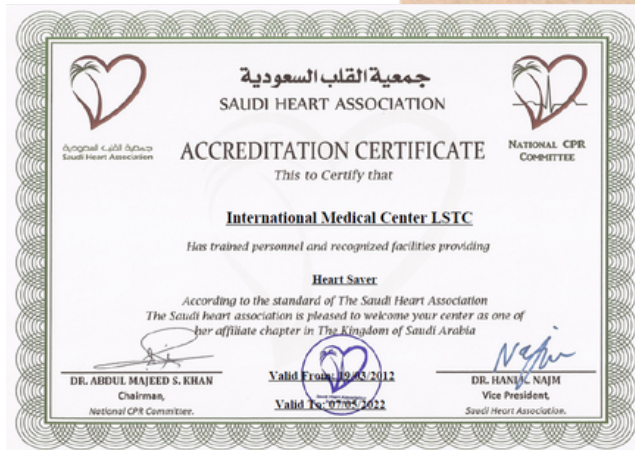 جمعية القلب السعودية
SAUDI HEART ASSOCIATION
جمعية القلب السعودية
Saudi Heart Association
NATIONAL CPR
COMMITTEE
ACCREDITATION CERTIFICATE
This to Certify that
International Medical Center LSTC
Has trained personnel and recognized facilities providing
Heart Saver
According to the standard of The Saudi Heart Association
The Saudi heart association is pleased to welcome your center as one of
her affiliate chapter in The Kingdom of Saudi Arabia
DR. ABDUL MAJEED S. KHAN
Chairman,
National CPR Committee.
Valid From: 19/03/2012
Valid To: 07/05/2022
DR. HANI K. NAJM
Vice President,
Saudi Heart Association.